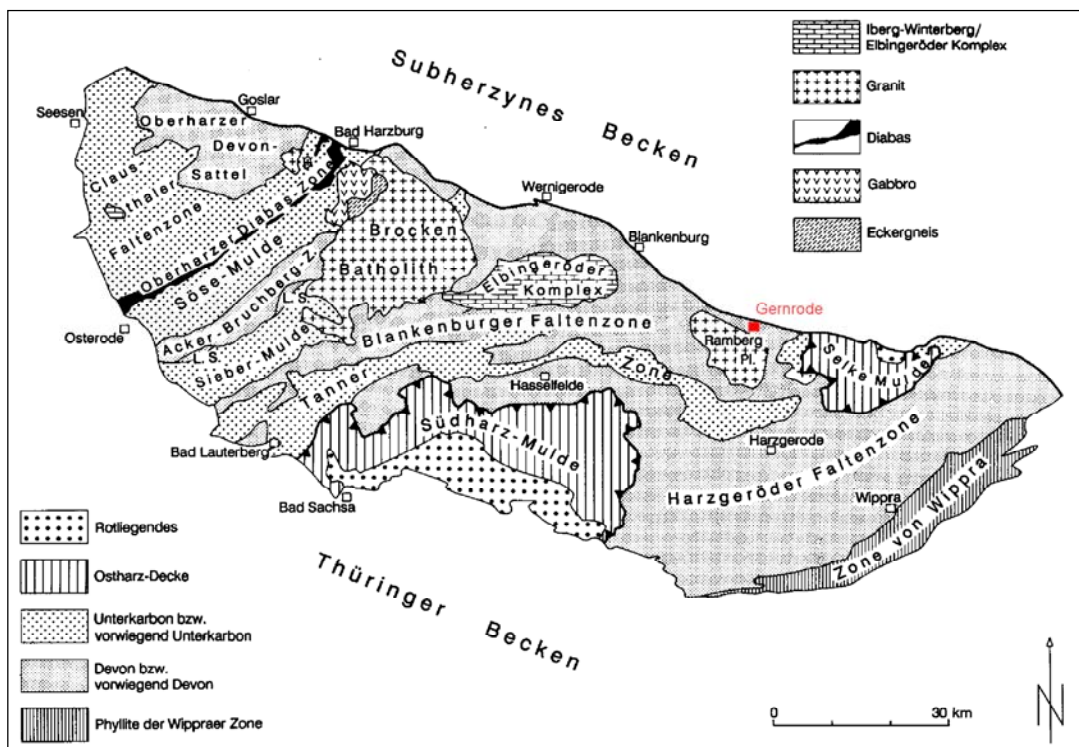 Iberg-Winterberg/
Elbingeröder Komplex
Granit
Diabas
Gabbro
Eckergneis
Subherzynes Becken
Seesen
Goslar
Bad Harzburg
Oberharzer
Devon-
Sattel
Claus
thaler
Faltenzone
Oberharzer Diabas Zone
Söse-Mulde
Acker Bruchberg-Z.
L.S.
L.S.
Sieber-Mulde
Osterode
Brocken
Batholith
Wernigerode
Blankenburg
Elbingeröder
Komplex
Blankenburger Faltenzone
Gernrode
Ramberg
Pl.
Selke Mulde
Tanner Zone
Hasselfelde
Südharz-Mulde
Bad Lauterberg
Bad Sachsa
Harzgerode
Harzgeröder Faltenzone
Wippra
Zone von Wippra
Thüringer Becken
Rotliegendes
Ostharz-Decke
Unterkarbon bzw.
vorwiegend Unterkarbon
Devon bzw.
vorwiegend Devon
Phyllite der Wippraer Zone
0 30 km
N